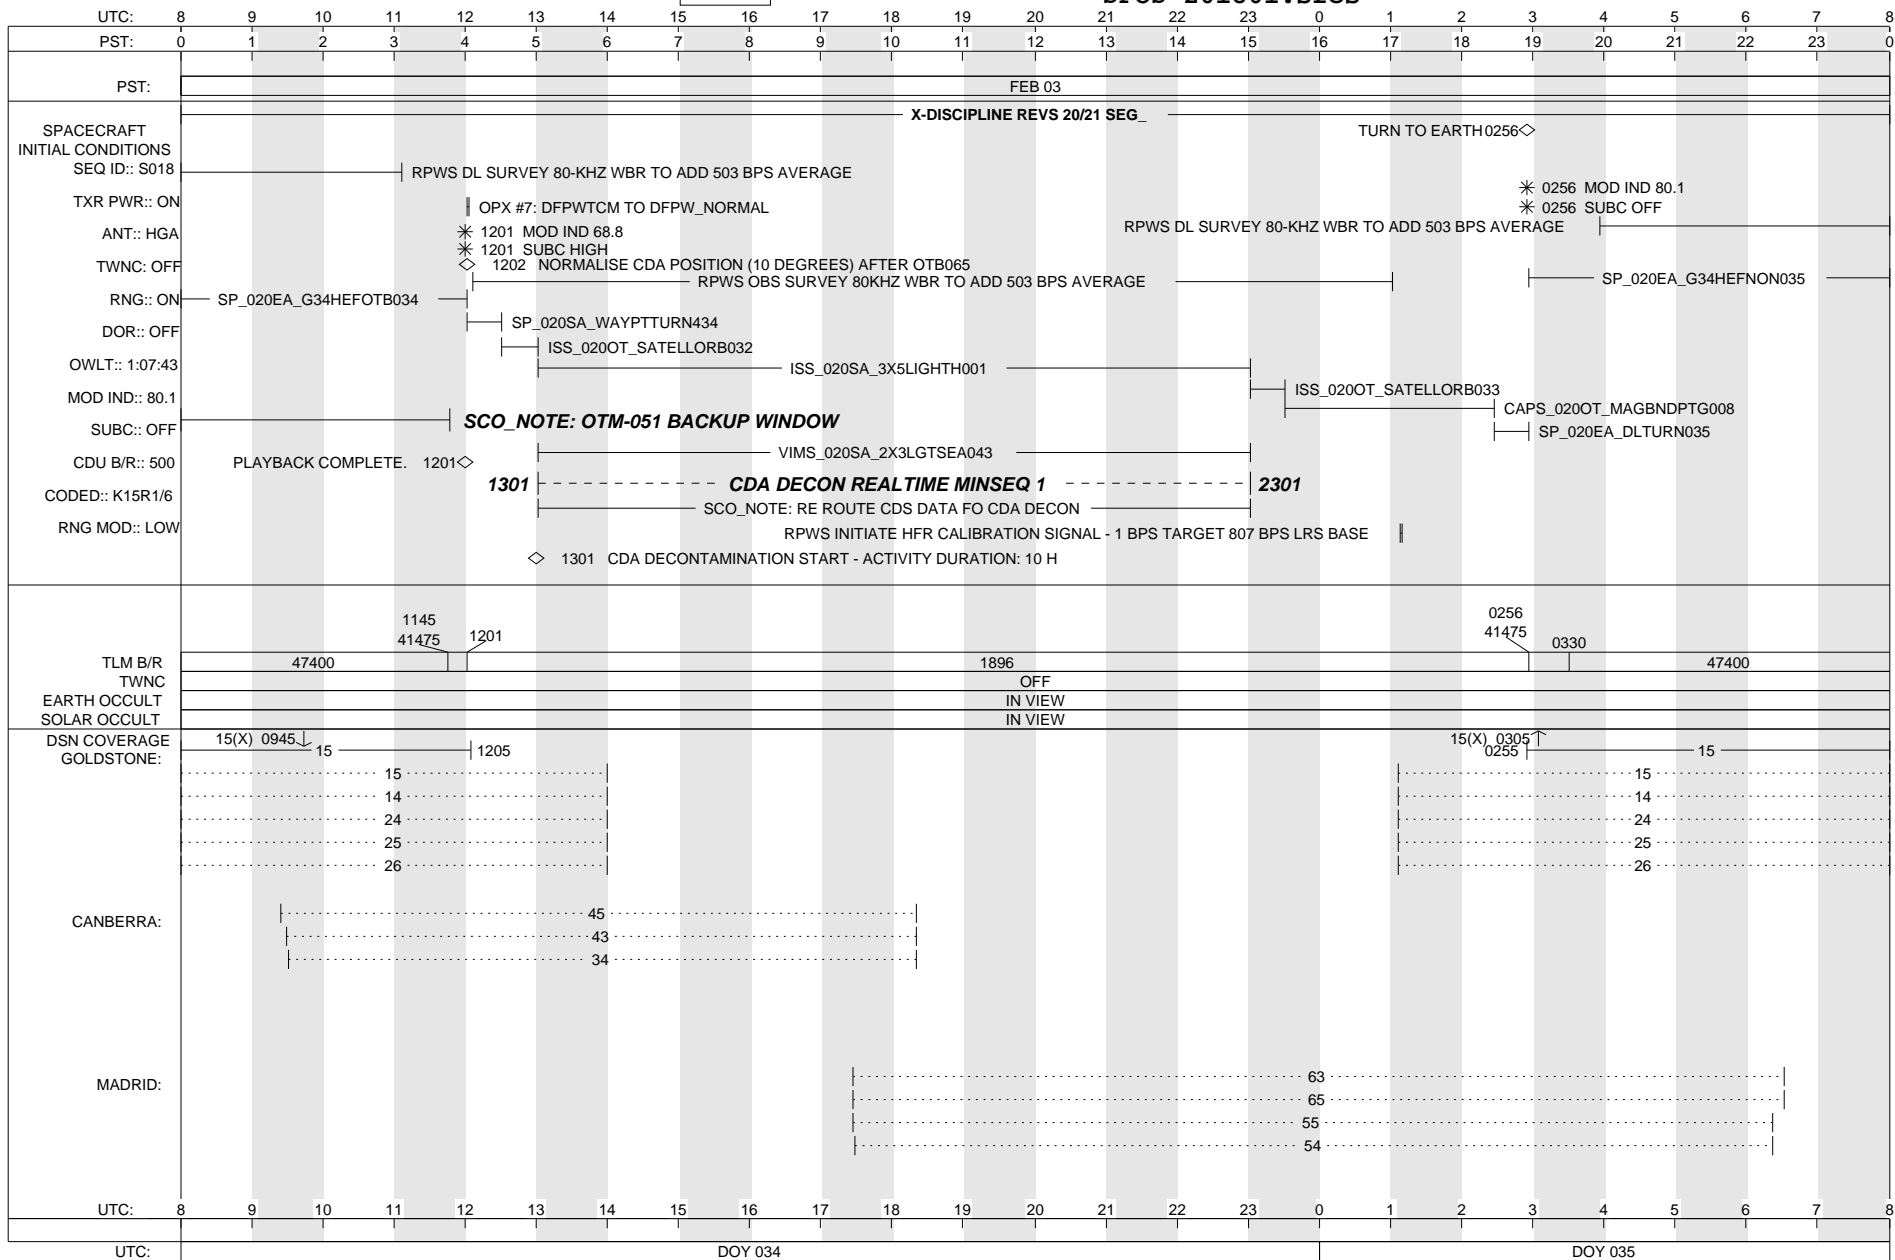 UTC: 8 9 10 11 12 13 14 15 16 17 18 19 20 21 22 23 0 1 2 3 4 5 6 7 8
PST: 0 1 2 3 4 5 6 7 8 9 10 11 12 13 14 15 16 17 18 19 20 21 22 23 0
PST: FEB 03
X-DISCIPLINE REVS 20/21 SEG_
SPACECRAFT
INITIAL CONDITIONS
TURN TO EARTH 0256
SEQ ID:: S018
RPWS DL SURVEY 80-KHZ WBR TO ADD 503 BPS AVERAGE
0256 MOD IND 80.1
TXR PWR:: ON
OPX #7: DFPWTCM TO DFPW_NORMAL
0256 SUBC OFF
RPWS DL SURVEY 80-KHZ WBR TO ADD 503 BPS AVERAGE
ANT:: HGA
1201 MOD IND 68.8
1201 SUBC HIGH
TWNC: OFF
1202 NORMALISE CDA POSITION (10 DEGREES) AFTER OTB065
RPWS OBS SURVEY 80KHZ WBR TO ADD 503 BPS AVERAGE
SP_020EA_G34HEFNON035
RNG:: ON
SP_020EA_G34HEFOTB034
SP_020SA_WAYPTTURN434
DOR:: OFF
ISS_020OT_SATELLORB032
OWLT:: 1:07:43
ISS_020SA_3X5LIGHTH001
ISS_020OT_SATELLORB033
MOD IND:: 80.1
CAPS_020OT_MAGBNDPTG008
SCO_NOTE: OTM-051 BACKUP WINDOW
SUBC:: OFF
SP_020EA_DLTURN035
VIMS_020SA_2X3LGTSEA043
CDU B/R:: 500
PLAYBACK COMPLETE. 1201
1301 CDA DECON REALTIME MINSEQ 1 2301
CODED:: K15R1/6
SCO_NOTE: RE ROUTE CDS DATA FO CDA DECON
RNG MOD:: LOW
RPWS INITIATE HFR CALIBRATION SIGNAL - 1 BPS TARGET 807 BPS LRS BASE
1301 CDA DECONTAMINATION START - ACTIVITY DURATION: 10 H
1145 0256
41475 1201 41475 0330
TLM B/R 47400 1896 47400
TWNC OFF
EARTH OCCULT IN VIEW
SOLAR OCCULT IN VIEW
DSN COVERAGE 15(X) 0945 15(X) 0305
GOLDSTONE: 15 1205 0255 15
15 15
14 14
24 24
25 25
26 26
CANBERRA: 45
43
34
MADRID: 63
65
55
54
UTC: 8 9 10 11 12 13 14 15 16 17 18 19 20 21 22 23 0 1 2 3 4 5 6 7 8
UTC: DOY 034 DOY 035